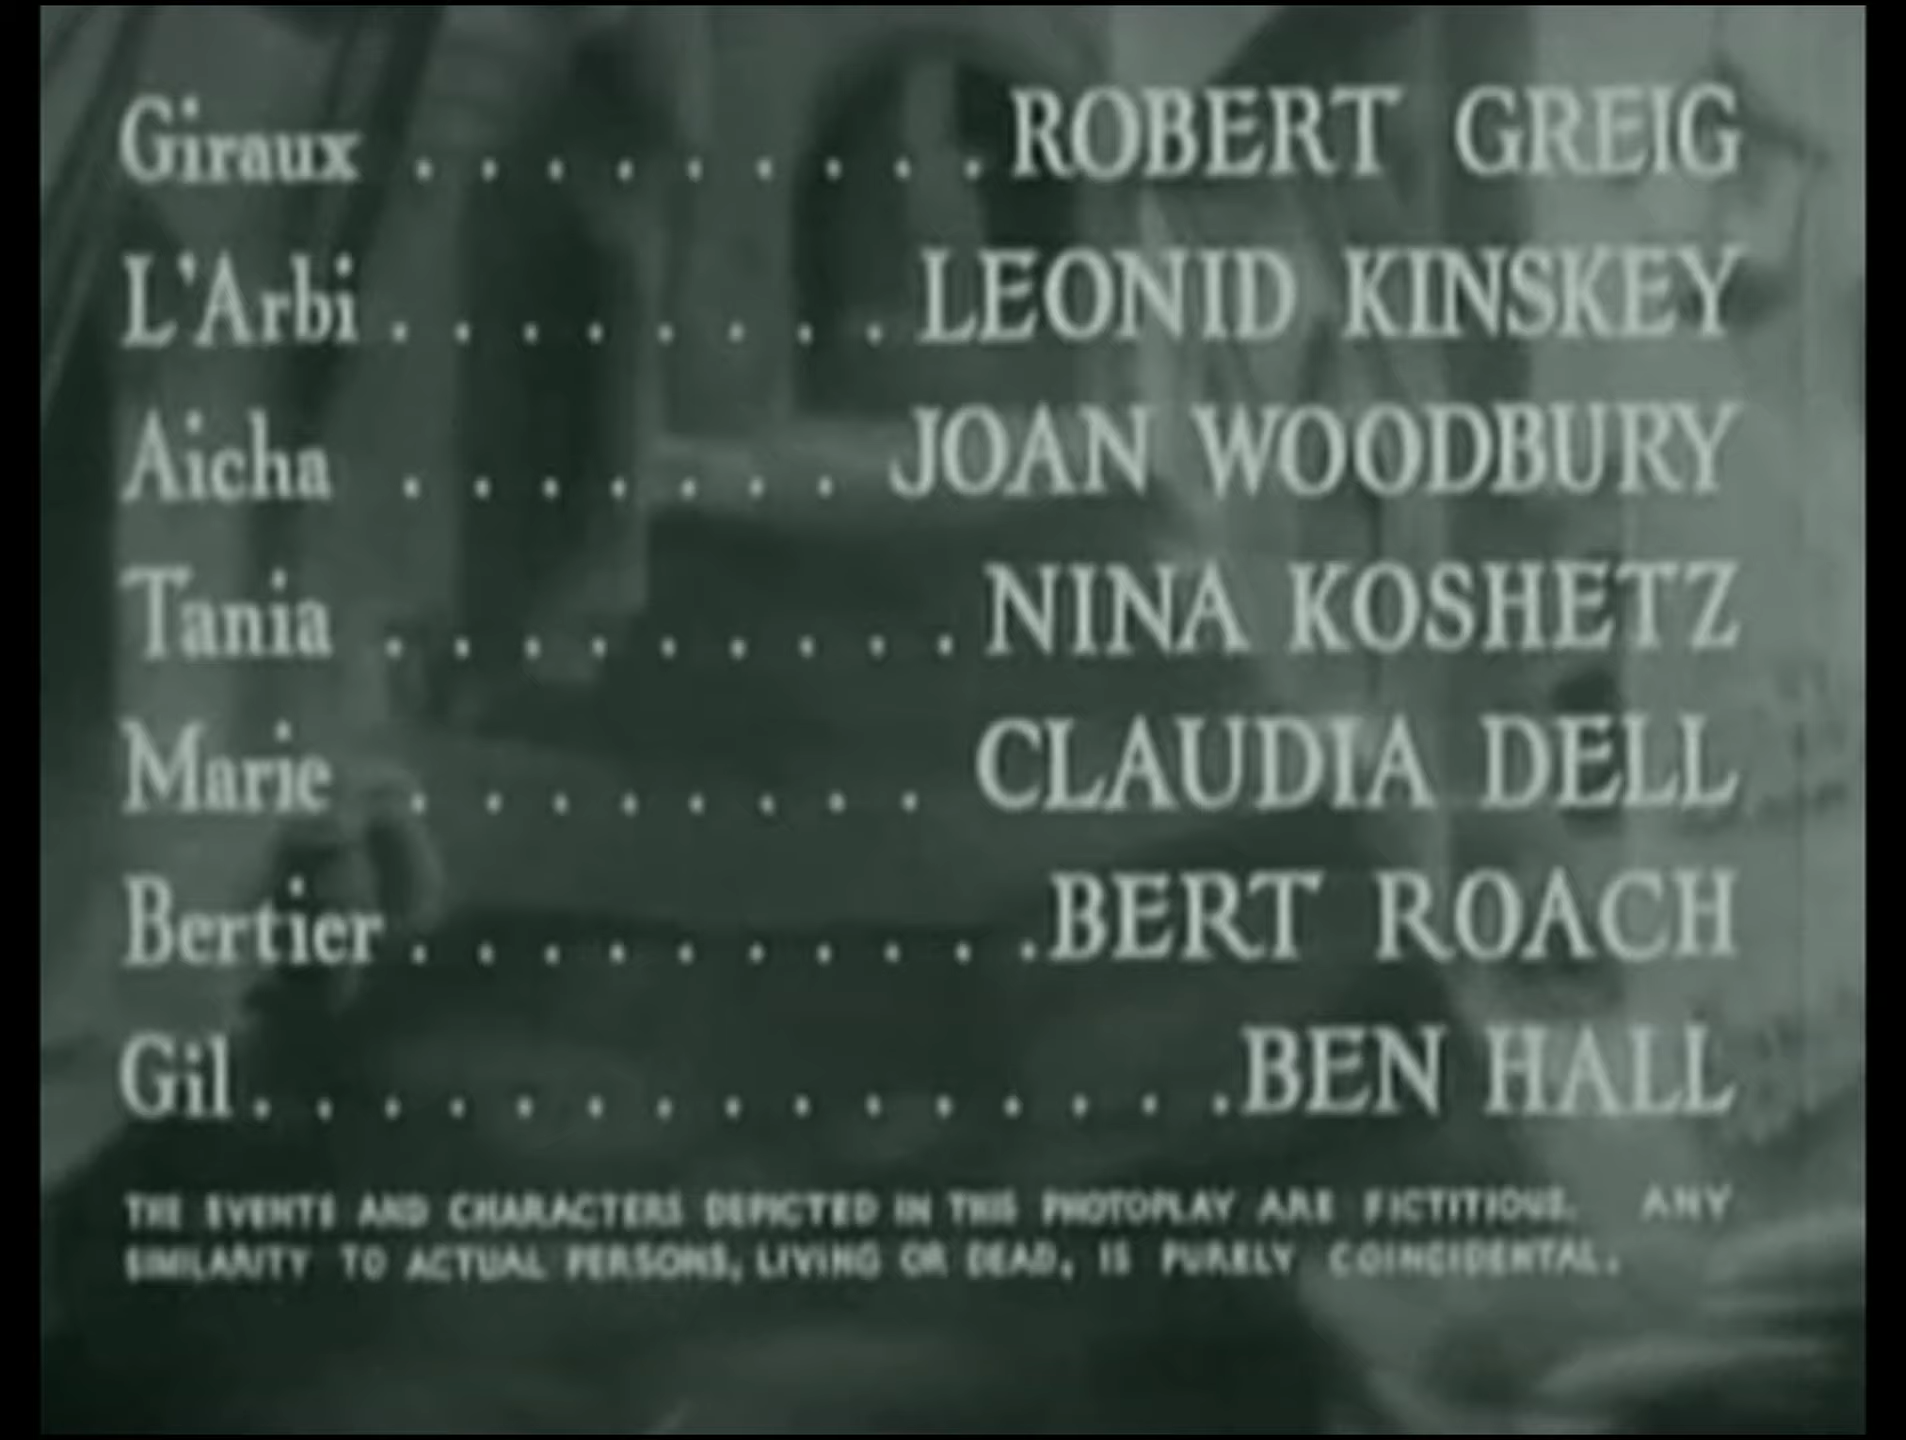 Giraux . . . . . . . . . ROBERT GREIG
L'Arbi . . . . . . . . LEONID KINSKEY
Aicha . . . . . . . JOAN WOODBURY
Tania . . . . . . . . . NINA KOSHETZ
Marie . . . . . . . . CLAUDIA DELL
Bertier . . . . . . . . . . BERT ROACH
Gil . . . . . . . . . . . . . . . BEN HALL
THE EVENTS AND CHARACTERS DEPICTED IN THIS PHOTOPLAY ARE FICTITIOUS. ANY
SIMILARITY TO ACTUAL PERSONS, LIVING OR DEAD, IS PURELY COINCIDENTAL.